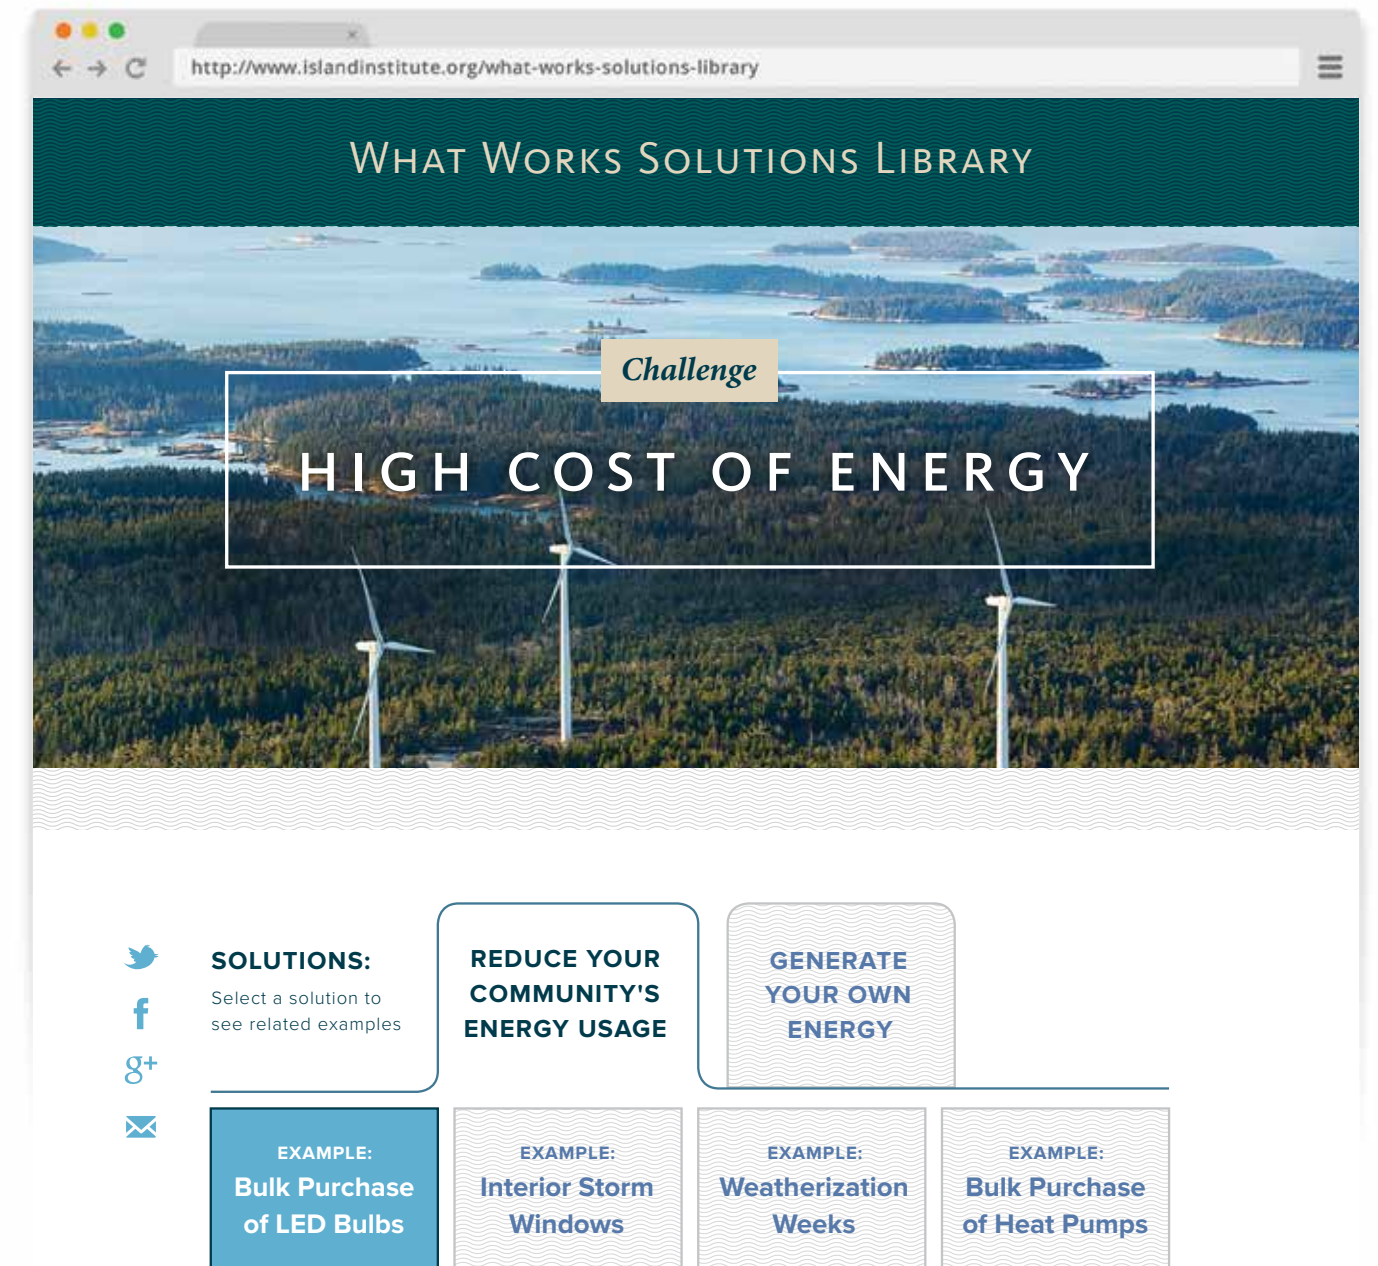 http://www.islandinstitute.org/what-works-solutions-library
What Works Solutions Library
Challenge
HIGH COST OF ENERGY
SOLUTIONS:
Select a solution to
see related examples
REDUCE YOUR
COMMUNITY'S
ENERGY USAGE
GENERATE
YOUR OWN
ENERGY
g+
EXAMPLE:
Bulk Purchase
of LED Bulbs
EXAMPLE:
Interior Storm
Windows
EXAMPLE:
Weatherization
Weeks
EXAMPLE:
Bulk Purchase
of Heat Pumps